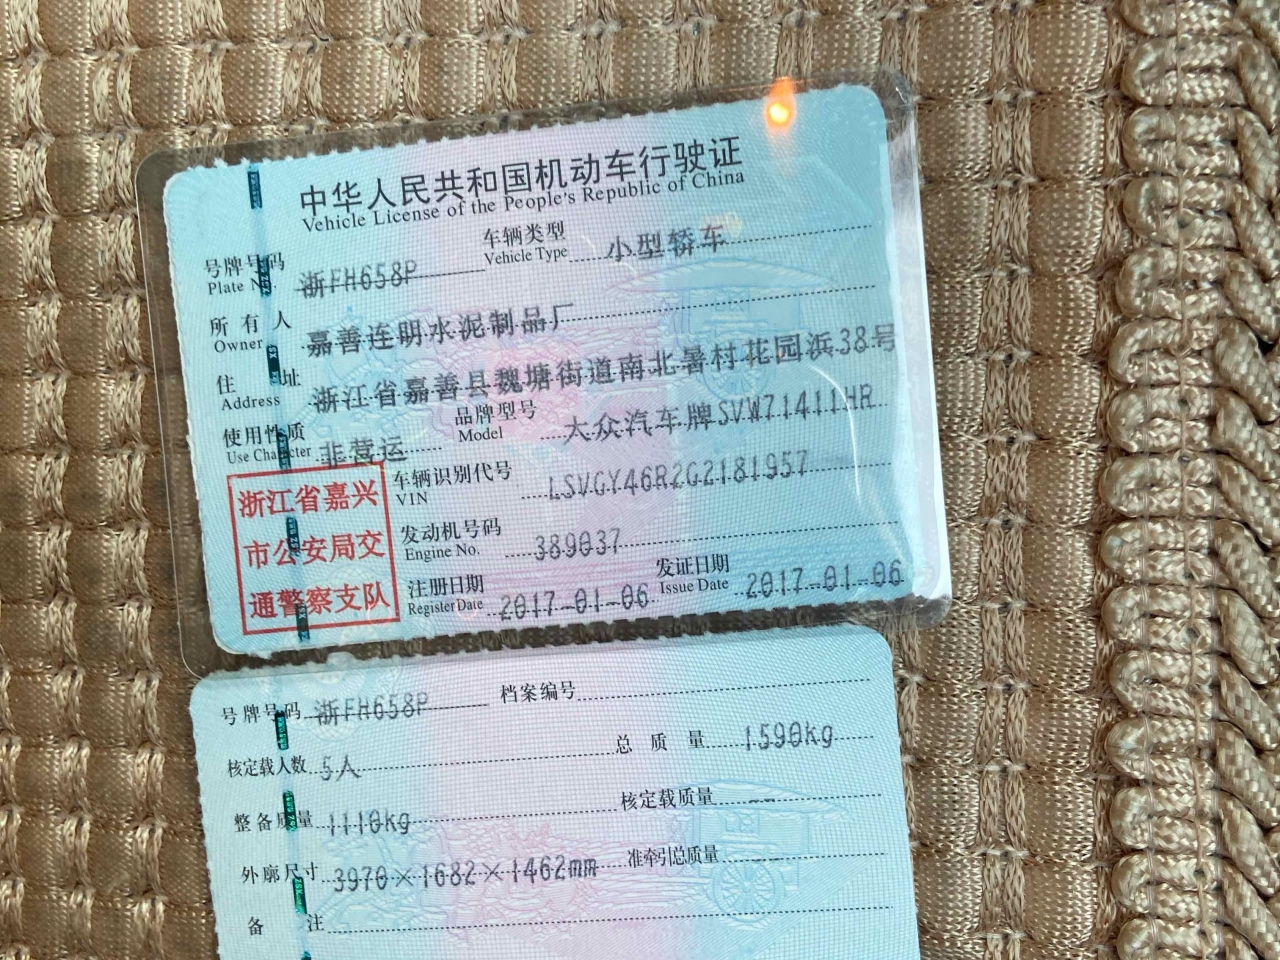 中华人民共和国机动车行驶证
Vehicle License of the People's Republic of China
号牌号码 浙FH658P 车辆类型 小型轿车
Plate No. Vehicle Type
所有人 嘉善连明水泥制品厂
Owner
住址 浙江省嘉善县魏塘街道南北暑村花园浜38号
Address
使用性质 非营运 品牌型号 大众汽车牌SVW71411HR
Use Character Model
车辆识别代号 LSVGY46R2G2181957
VIN
发动机号码 389037
Engine No.
注册日期 2017-01-06 发证日期 2017-01-06
Register Date Issue Date
浙江省嘉兴
市公安局交
通警察支队
号牌号码 浙FH658P 档案编号
核定载人数 5人 总质量 1590kg
整备质量 1110kg 核定载质量 --
外廓尺寸 3970×1682×1462mm 准牵引总质量
备注